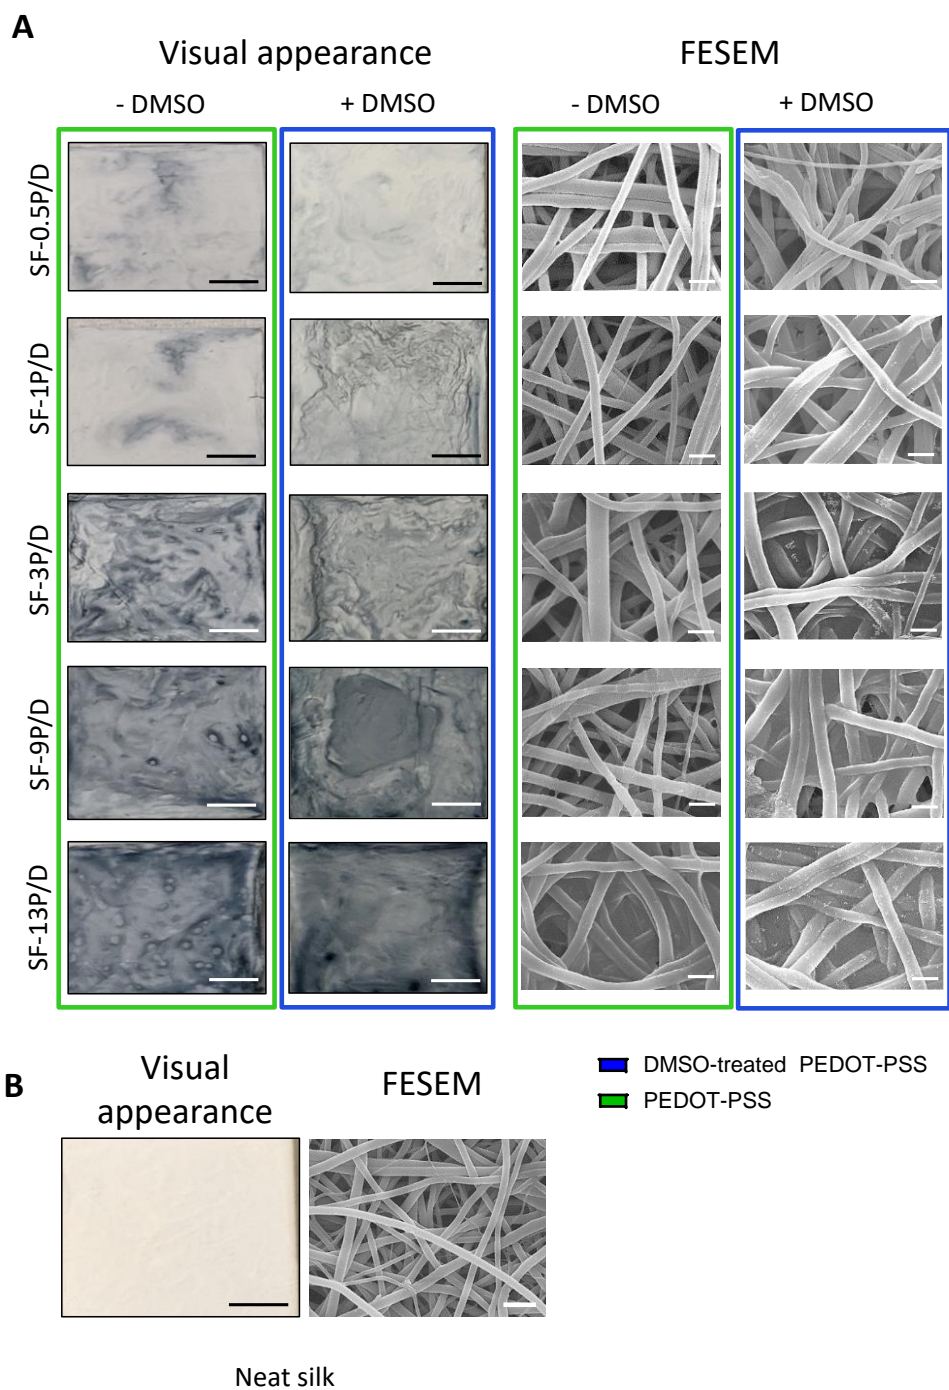 A
Visual appearance
FESEM
- DMSO
+ DMSO
- DMSO
+ DMSO
SF-0.5P/D
SF-1P/D
SF-3P/D
SF-9P/D
SF-13P/D
DMSO-treated PEDOT-PSS
PEDOT-PSS
B
Visual
appearance
FESEM
Neat silk